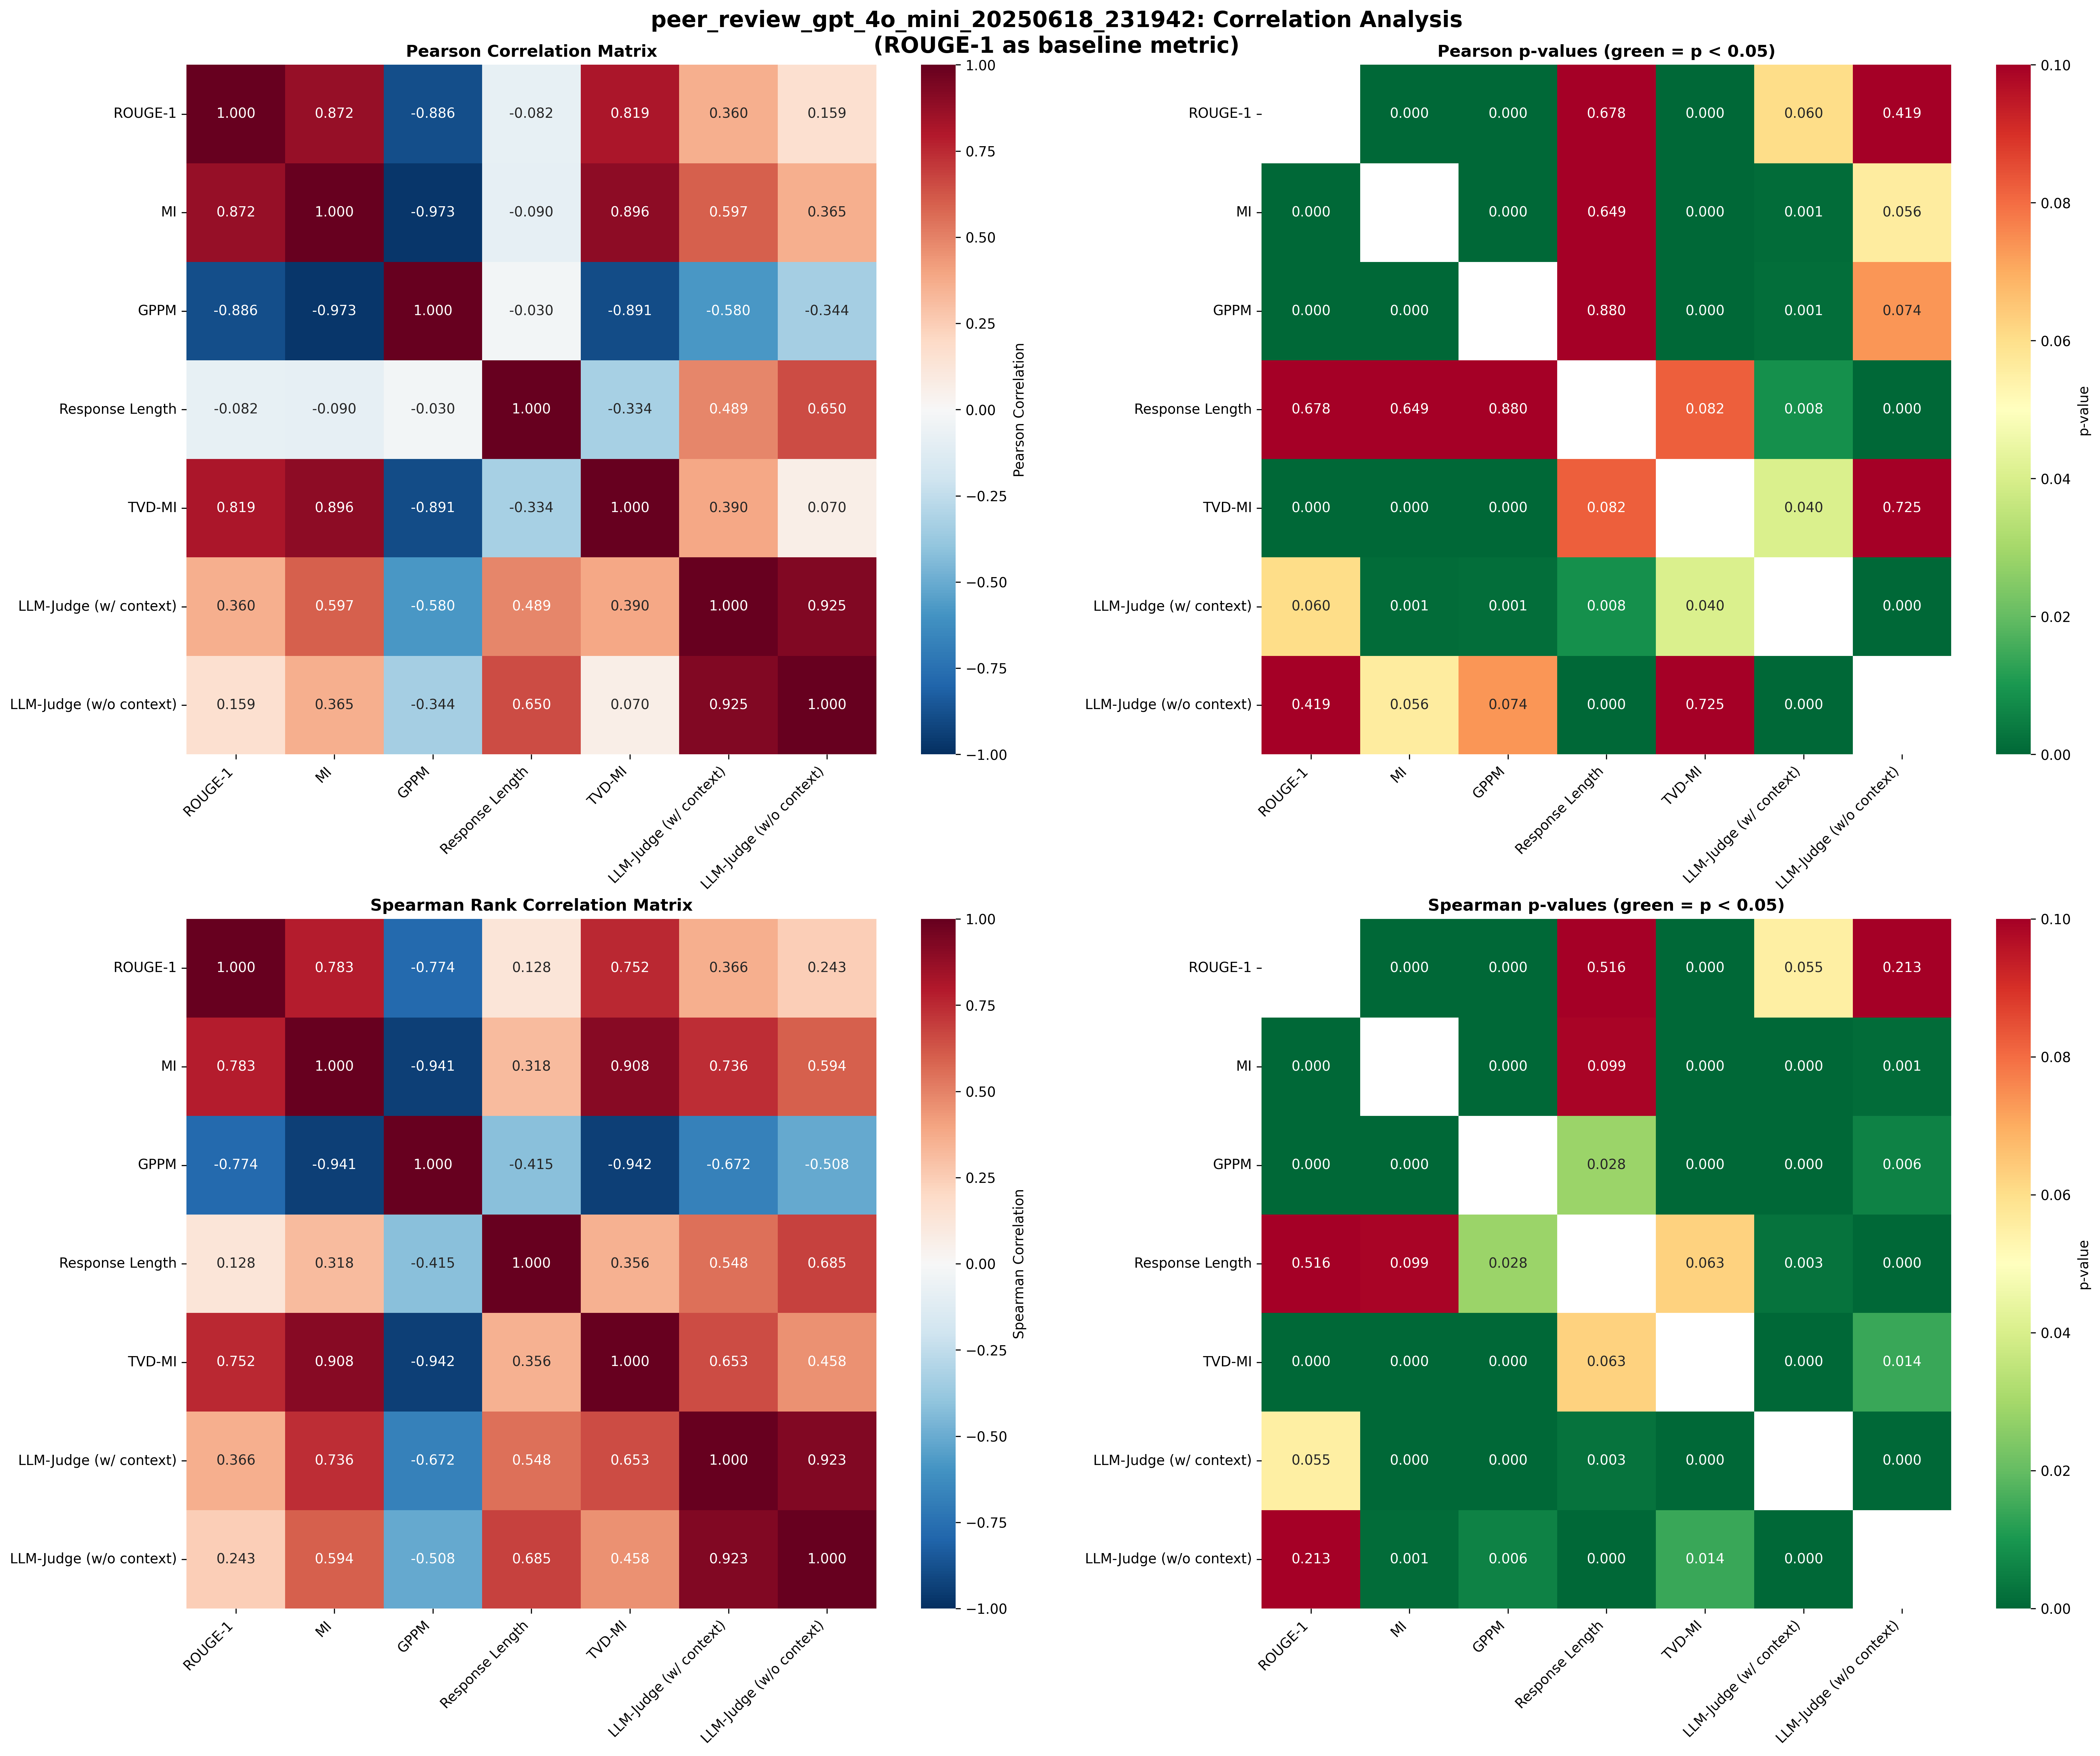 peer_review_gpt_4o_mini_20250618_231942: Correlation Analysis
(ROUGE-1 as baseline metric)
Pearson Correlation Matrix
ROUGE-1 1.000 0.872 -0.886 -0.082 0.819 0.360 0.159
MI 0.872 1.000 -0.973 -0.090 0.896 0.597 0.365
GPPM -0.886 -0.973 1.000 -0.030 -0.891 -0.580 -0.344
Response Length -0.082 -0.090 -0.030 1.000 -0.334 0.489 0.650
TVD-MI 0.819 0.896 -0.891 -0.334 1.000 0.390 0.070
LLM-Judge (w/ context) 0.360 0.597 -0.580 0.489 0.390 1.000 0.925
LLM-Judge (w/o context) 0.159 0.365 -0.344 0.650 0.070 0.925 1.000
ROUGE-1
MI
GPPM
Response Length
TVD-MI
LLM-Judge (w/ context)
LLM-Judge (w/o context)
1.00
0.75
0.50
0.25
0.00
−0.25
−0.50
−0.75
−1.00
Pearson Correlation
Pearson p-values (green = p < 0.05)
ROUGE-1 0.000 0.000 0.678 0.000 0.060 0.419
MI 0.000 0.000 0.649 0.000 0.001 0.056
GPPM 0.000 0.000 0.880 0.000 0.001 0.074
Response Length 0.678 0.649 0.880 0.082 0.008 0.000
TVD-MI 0.000 0.000 0.000 0.082 0.040 0.725
LLM-Judge (w/ context) 0.060 0.001 0.001 0.008 0.040 0.000
LLM-Judge (w/o context) 0.419 0.056 0.074 0.000 0.725 0.000
ROUGE-1
MI
GPPM
Response Length
TVD-MI
LLM-Judge (w/ context)
LLM-Judge (w/o context)
0.10
0.08
0.06
0.04
0.02
0.00
p-value
Spearman Rank Correlation Matrix
ROUGE-1 1.000 0.783 -0.774 0.128 0.752 0.366 0.243
MI 0.783 1.000 -0.941 0.318 0.908 0.736 0.594
GPPM -0.774 -0.941 1.000 -0.415 -0.942 -0.672 -0.508
Response Length 0.128 0.318 -0.415 1.000 0.356 0.548 0.685
TVD-MI 0.752 0.908 -0.942 0.356 1.000 0.653 0.458
LLM-Judge (w/ context) 0.366 0.736 -0.672 0.548 0.653 1.000 0.923
LLM-Judge (w/o context) 0.243 0.594 -0.508 0.685 0.458 0.923 1.000
ROUGE-1
MI
GPPM
Response Length
TVD-MI
LLM-Judge (w/ context)
LLM-Judge (w/o context)
1.00
0.75
0.50
0.25
0.00
−0.25
−0.50
−0.75
−1.00
Spearman Correlation
Spearman p-values (green = p < 0.05)
ROUGE-1 0.000 0.000 0.516 0.000 0.055 0.213
MI 0.000 0.000 0.099 0.000 0.000 0.001
GPPM 0.000 0.000 0.028 0.000 0.000 0.006
Response Length 0.516 0.099 0.028 0.063 0.003 0.000
TVD-MI 0.000 0.000 0.000 0.063 0.000 0.014
LLM-Judge (w/ context) 0.055 0.000 0.000 0.003 0.000 0.000
LLM-Judge (w/o context) 0.213 0.001 0.006 0.000 0.014 0.000
ROUGE-1
MI
GPPM
Response Length
TVD-MI
LLM-Judge (w/ context)
LLM-Judge (w/o context)
0.10
0.08
0.06
0.04
0.02
0.00
p-value